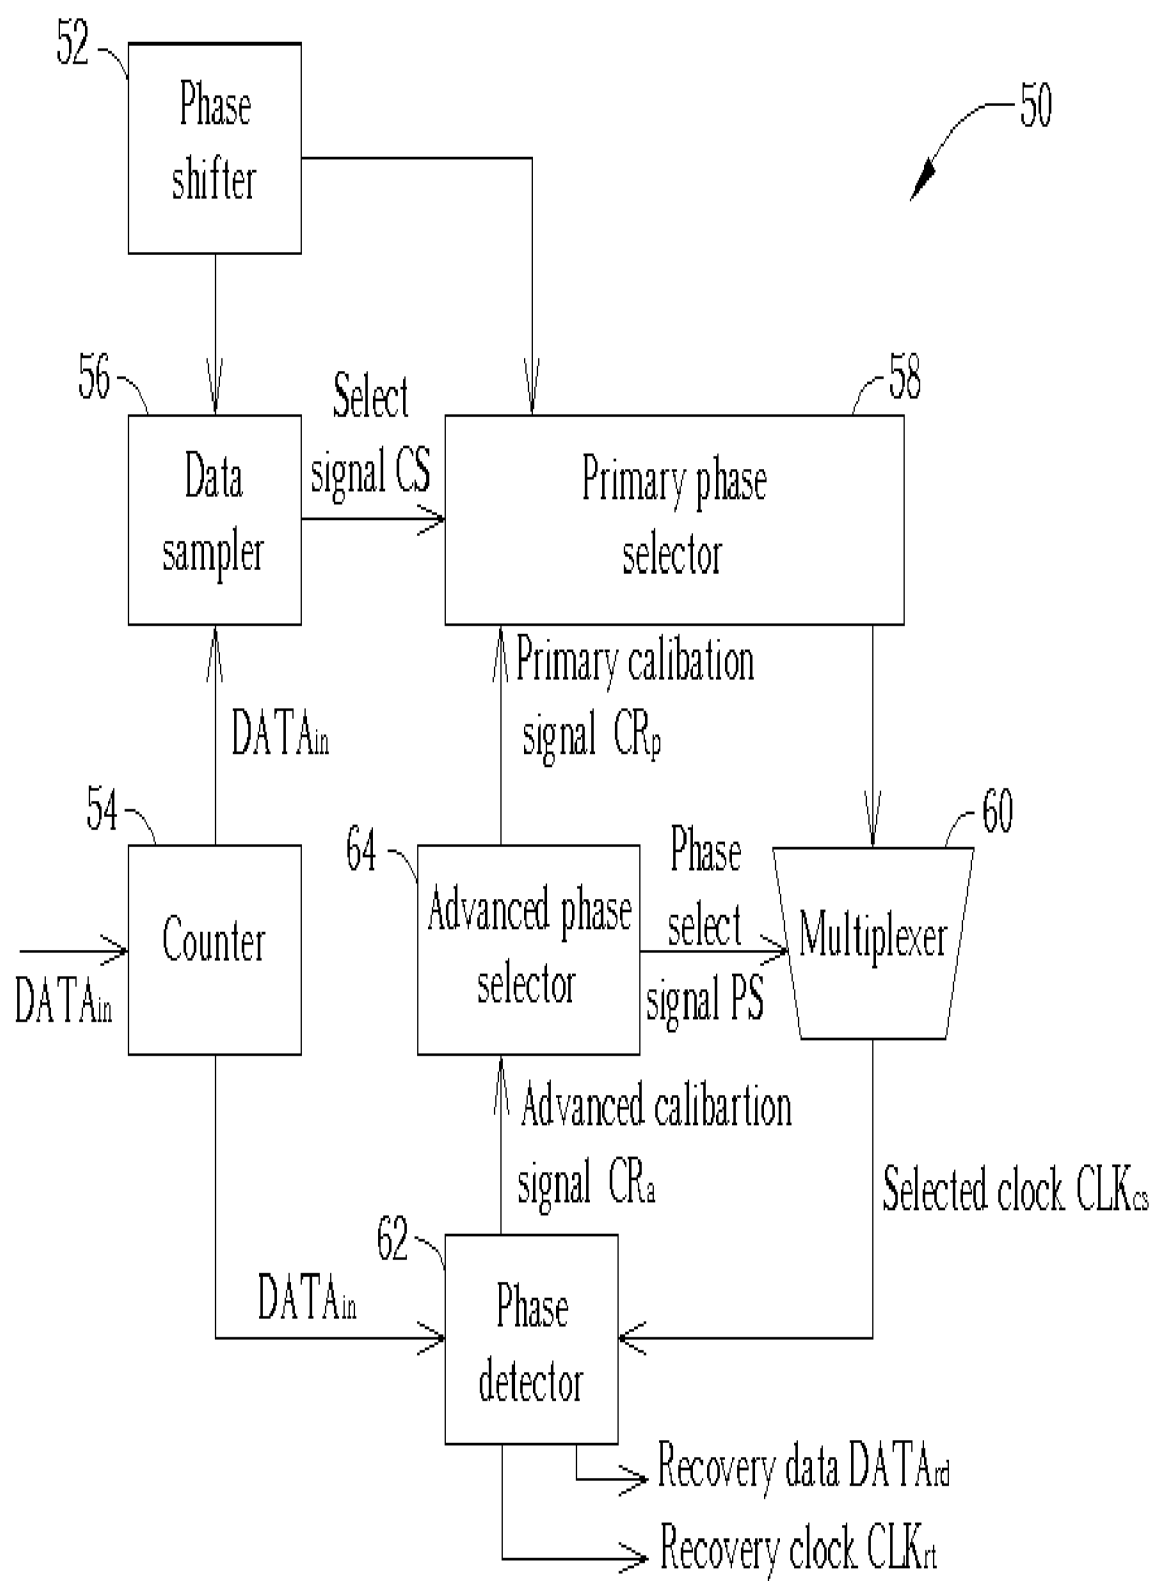 52
Phase
shifter
50
56
Data
sampler
Select
signal CS
58
Primary phase
selector
Primary calibation
signal CRp
DATAin
54
Counter
DATAin
64
Advanced phase
selector
Phase
select
signal PS
60
Multiplexer
Advanced calibartion
signal CRa
Selected clock CLKcs
62
Phase
detector
DATAin
Recovery data DATArd
Recovery clock CLKrt